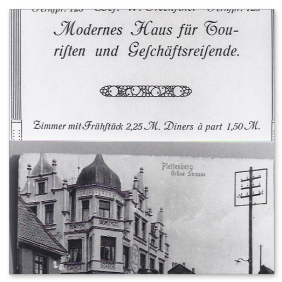 Modernes Haus für Tou-
riſten und Geſchäftsreiſende.
Zimmer mit Frühſtück 2,25 M. Diners à part 1,50 M.
Plettenberg
Grüne Strasse